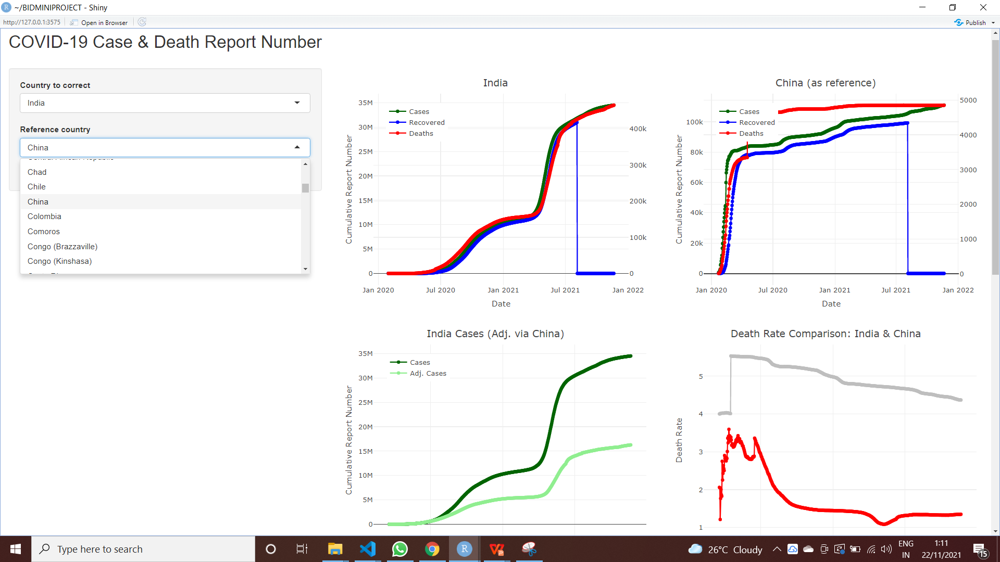 ~/BIDMINIPROJECT - Shiny
http://127.0.0.1:3575
Open in Browser
Publish
COVID-19 Case & Death Report Number
Country to correct
India
Reference country
China
Central African Republic
Chad
Chile
China
Colombia
Comoros
Congo (Brazzaville)
Congo (Kinshasa)
India
35M
30M
25M
20M
15M
10M
5M
0
Cumulative Report Number
Cases
Recovered
Deaths
400k
300k
200k
100k
0
Jan 2020
Jul 2020
Jan 2021
Jul 2021
Jan 2022
Date
China (as reference)
100k
80k
60k
40k
20k
0
Cumulative Report Number
Cases
Recovered
Deaths
5000
4000
3000
2000
1000
0
Jan 2020
Jul 2020
Jan 2021
Jul 2021
Jan 2022
Date
India Cases (Adj. via China)
35M
30M
25M
20M
15M
10M
5M
0
Cumulative Report Number
Cases
Adj. Cases
Death Rate Comparison: India & China
5
4
3
2
1
Death Rate
Type here to search
26°C Cloudy
ENG
IN
1:11
22/11/2021
15